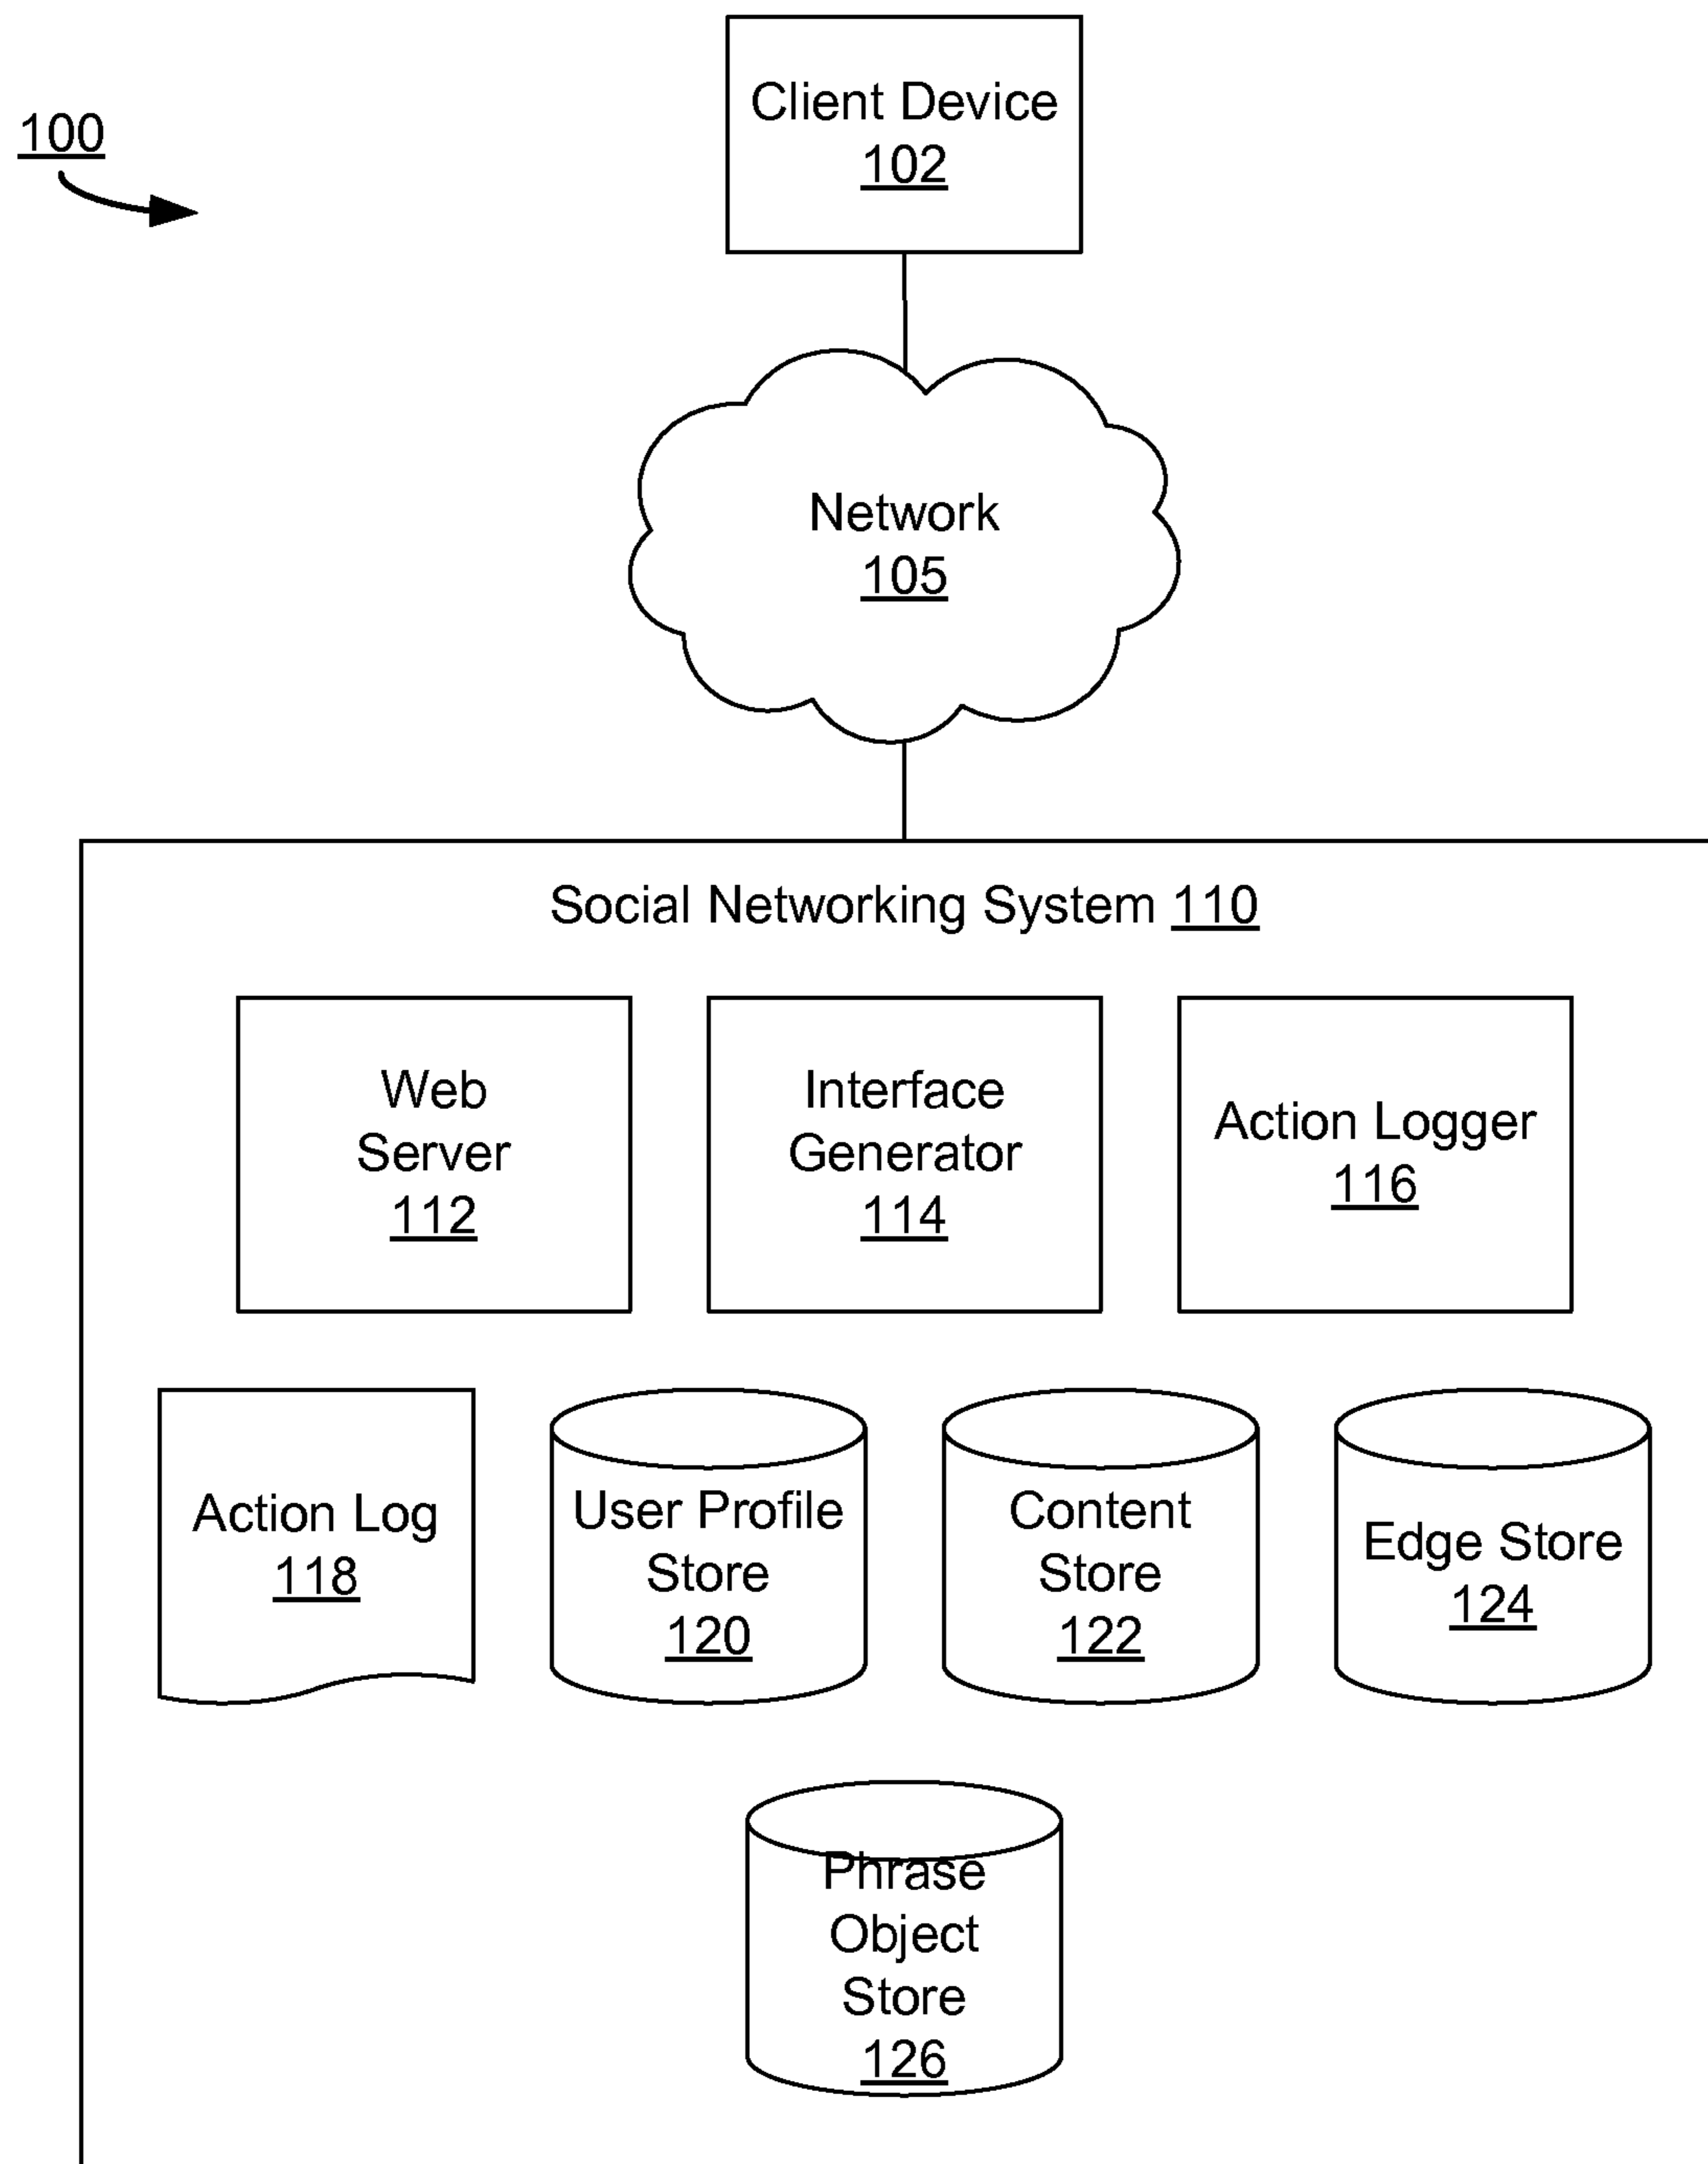 100
Client Device
102
Network
105
Social Networking System 110
Web
Server
112
Interface
Generator
114
Action Logger
116
Action Log
118
User Profile
Store
120
Content
Store
122
Edge Store
124
Phrase
Object
Store
126